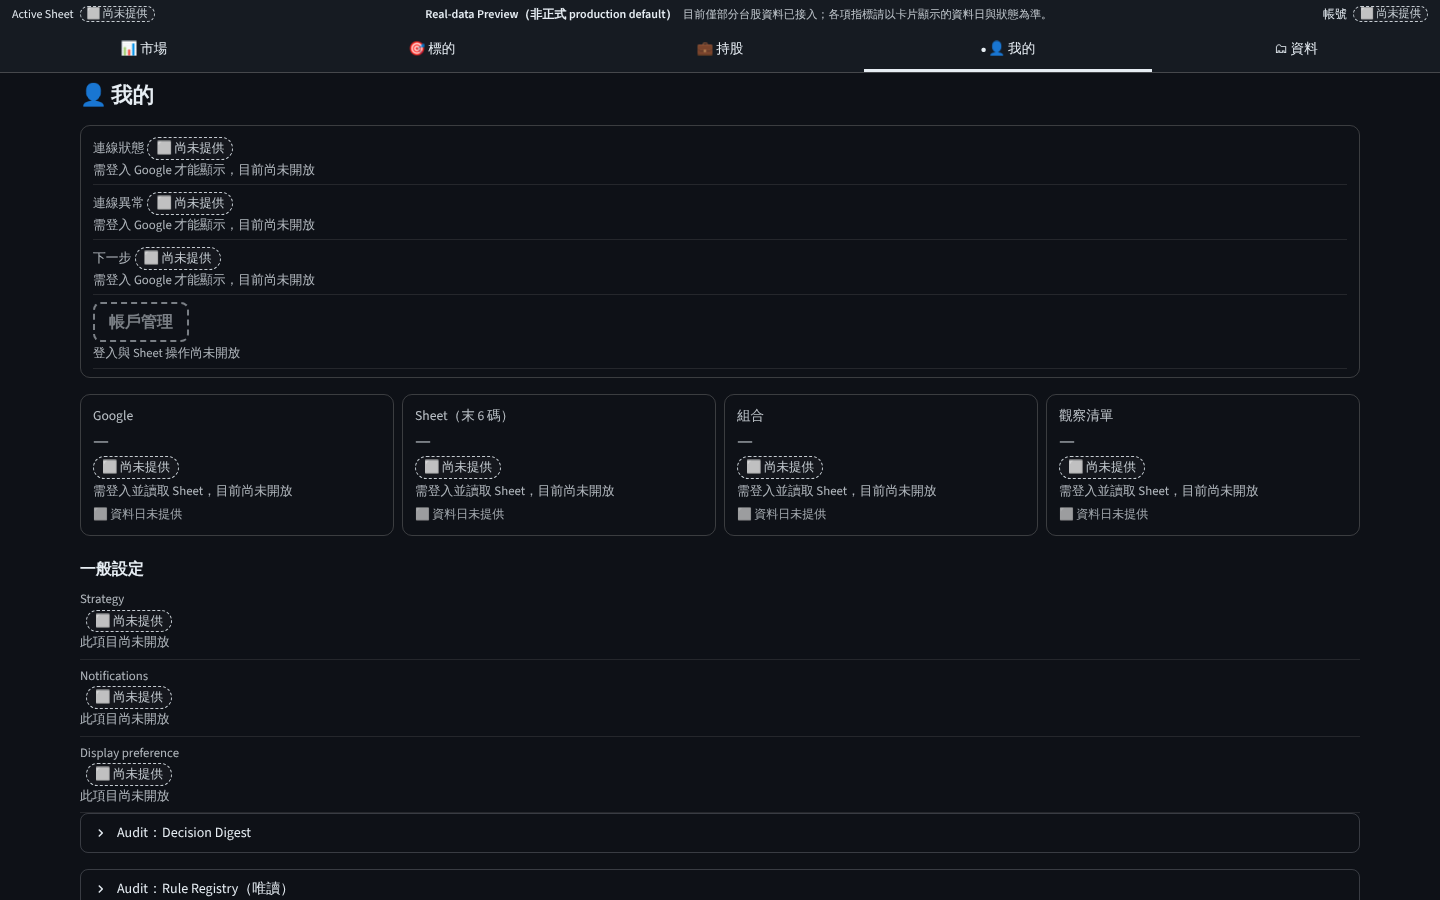 Active Sheet 尚未提供
Real-data Preview（非正式 production default） 目前僅部分台股資料已接入；各項指標請以卡片顯示的資料日與狀態為準。
帳號 尚未提供
市場
標的
持股
我的
資料
我的
連線狀態 尚未提供
需登入 Google 才能顯示，目前尚未開放
連線異常 尚未提供
需登入 Google 才能顯示，目前尚未開放
下一步 尚未提供
需登入 Google 才能顯示，目前尚未開放
帳戶管理
登入與 Sheet 操作尚未開放
Google
—
尚未提供
需登入並讀取 Sheet，目前尚未開放
資料日未提供
Sheet（末 6 碼）
—
尚未提供
需登入並讀取 Sheet，目前尚未開放
資料日未提供
組合
—
尚未提供
需登入並讀取 Sheet，目前尚未開放
資料日未提供
觀察清單
—
尚未提供
需登入並讀取 Sheet，目前尚未開放
資料日未提供
一般設定
Strategy
尚未提供
此項目尚未開放
Notifications
尚未提供
此項目尚未開放
Display preference
尚未提供
此項目尚未開放
Audit：Decision Digest
Audit：Rule Registry（唯讀）